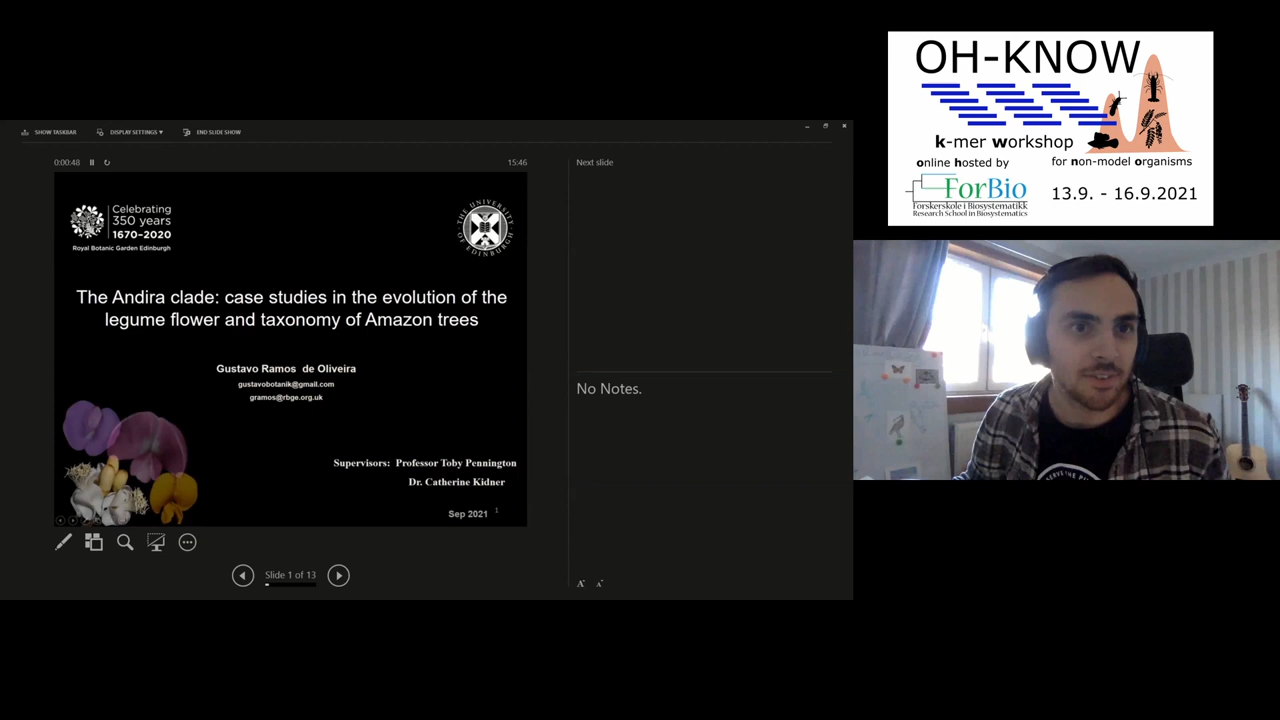 SHOW TASKBAR
DISPLAY SETTINGS ▾
END SLIDE SHOW
0:00:48
15:46
Next slide
Celebrating
350 years
1670–2020
Royal Botanic Garden Edinburgh
THE UNIVERSITY OF EDINBURGH
The Andira clade: case studies in the evolution of the
legume flower and taxonomy of Amazon trees
Gustavo Ramos de Oliveira
gustavobotanik@gmail.com
gramos@rbge.org.uk
Supervisors: Professor Toby Pennington
Dr. Catherine Kidner
Sep 2021
1
Slide 1 of 13
No Notes.
A
A
OH-KNOW
k-mer workshop
online hosted by
for non-model organisms
ForBio
Forskerskole i Biosystematikk
Research School in Biosystematics
13.9. - 16.9.2021